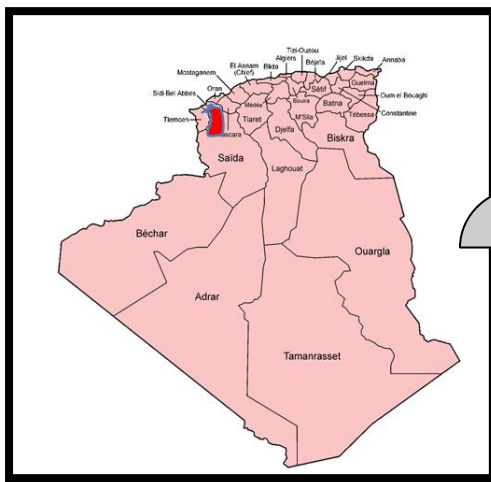 Tizi-Ouzou
Algiers
Béjaïa
Jijel
Skikda
Annaba
El Asnam
(Chlef)
Blida
Mostaganem
Oran
Sidi Bel Abbes
Tlemcen
Médéa
Bouira
Sétif
Guelma
Oum el Bouaghi
Constantine
Batna
Tébessa
Tiaret
M'Sila
Djelfa
Biskra
ascara
Saïda
Laghouat
Béchar
Ouargla
Adrar
Tamanrasset